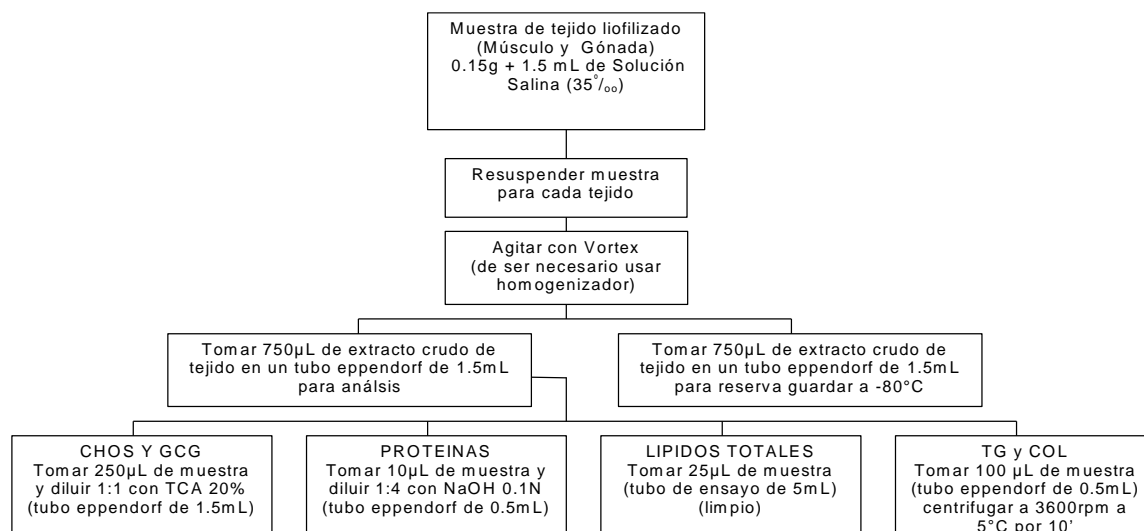 Muestra de tejido liofilizado
(Músculo y Gónada)
0.15g + 1.5 mL de Solución
Salina (35°/oo)
Resuspender muestra
para cada tejido
Agitar con Vortex
(de ser necesario usar
homogenizador)
Tomar 750µL de extracto crudo de
tejido en un tubo eppendorf de 1.5mL
para análsis
Tomar 750µL de extracto crudo de
tejido en un tubo eppendorf de 1.5mL
para reserva guardar a -80°C
CHOS Y GCG
Tomar 250µL de muestra
y diluir 1:1 con TCA 20%
(tubo eppendorf de 1.5mL)
PROTEINAS
Tomar 10µL de muestra y
diluir 1:4 con NaOH 0.1N
(tubo eppendorf de 0.5mL)
LIPIDOS TOTALES
Tomar 25µL de muestra
(tubo de ensayo de 5mL)
(limpio)
TG y COL
Tomar 100 µL de muestra
(tubo eppendorf de 0.5mL)
centrifugar a 3600rpm a
5°C por 10’